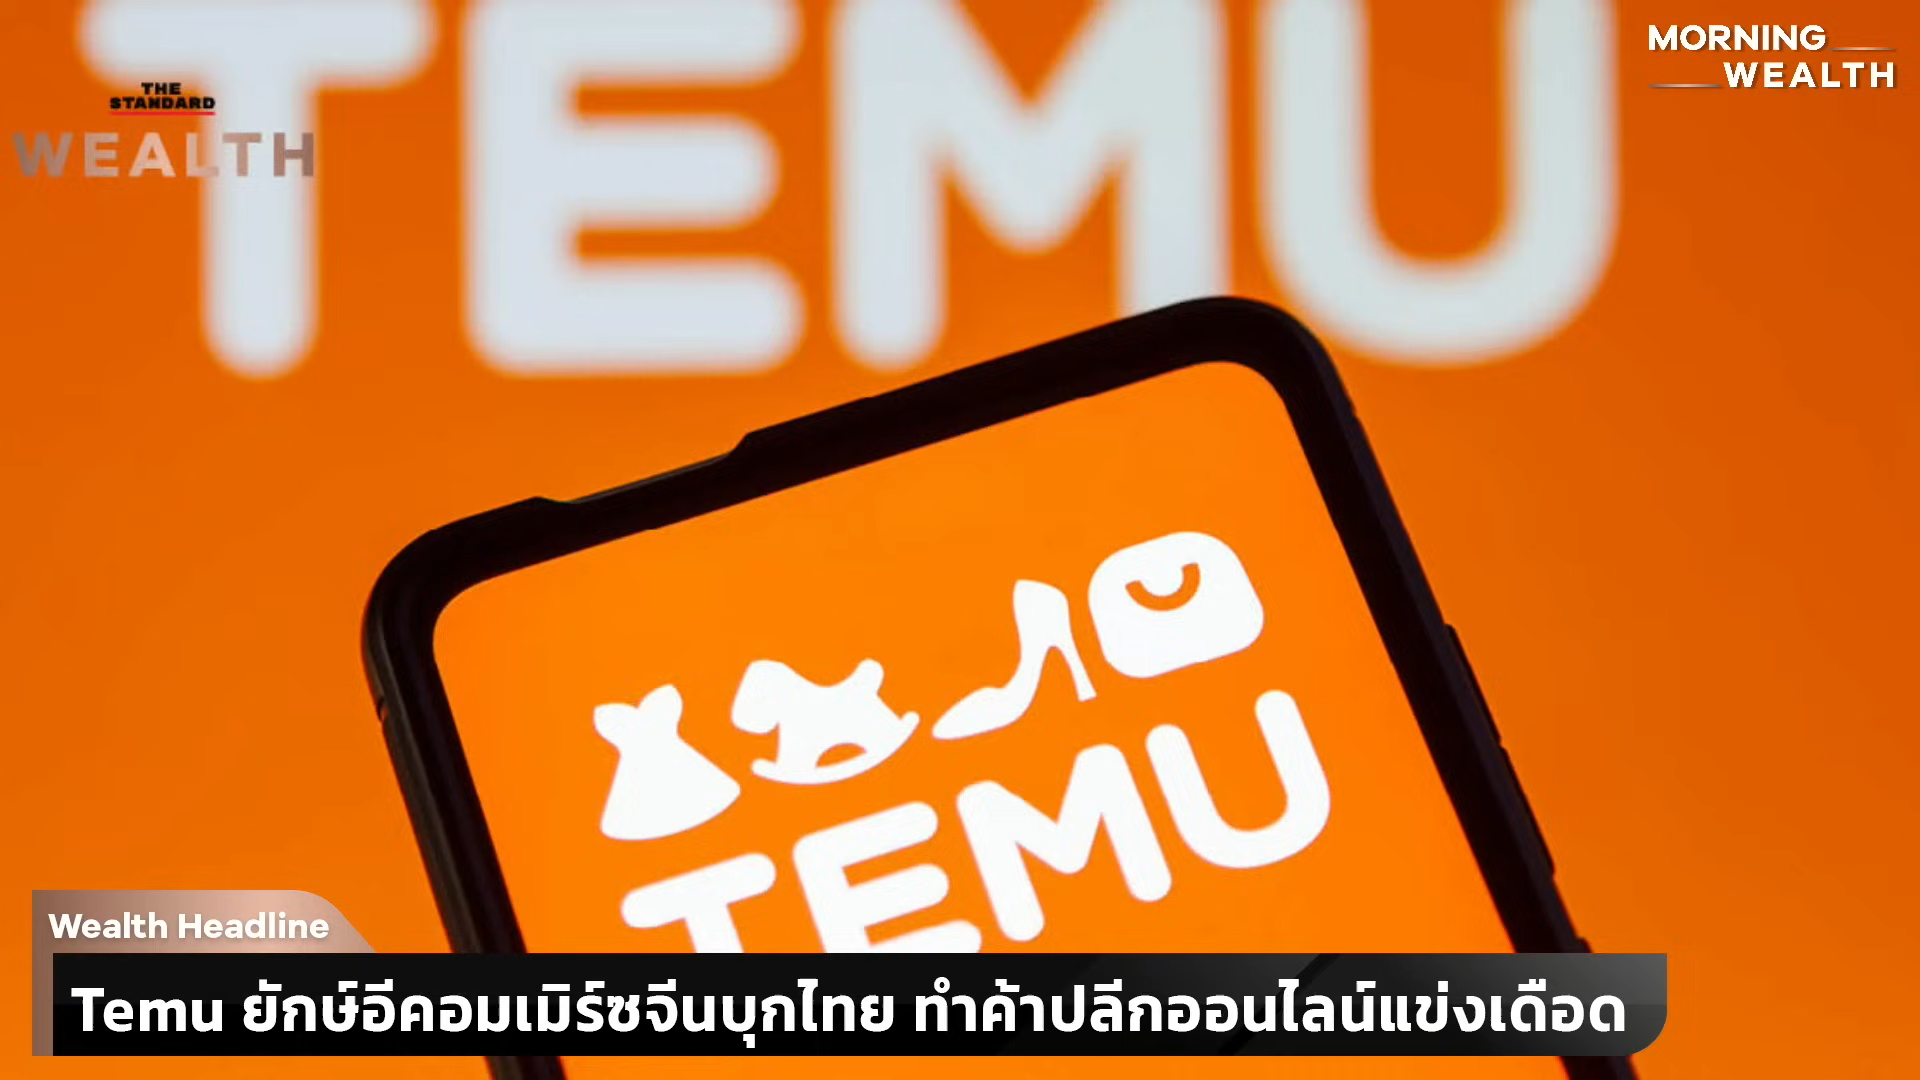 TEMU
THE
STANDARD
WEALTH
MORNING
WEALTH
TEMU
Wealth Headline
Temu ยักษ์อีคอมเมิร์ซจีนบุกไทย ทำค้าปลีกออนไลน์แข่งเดือด